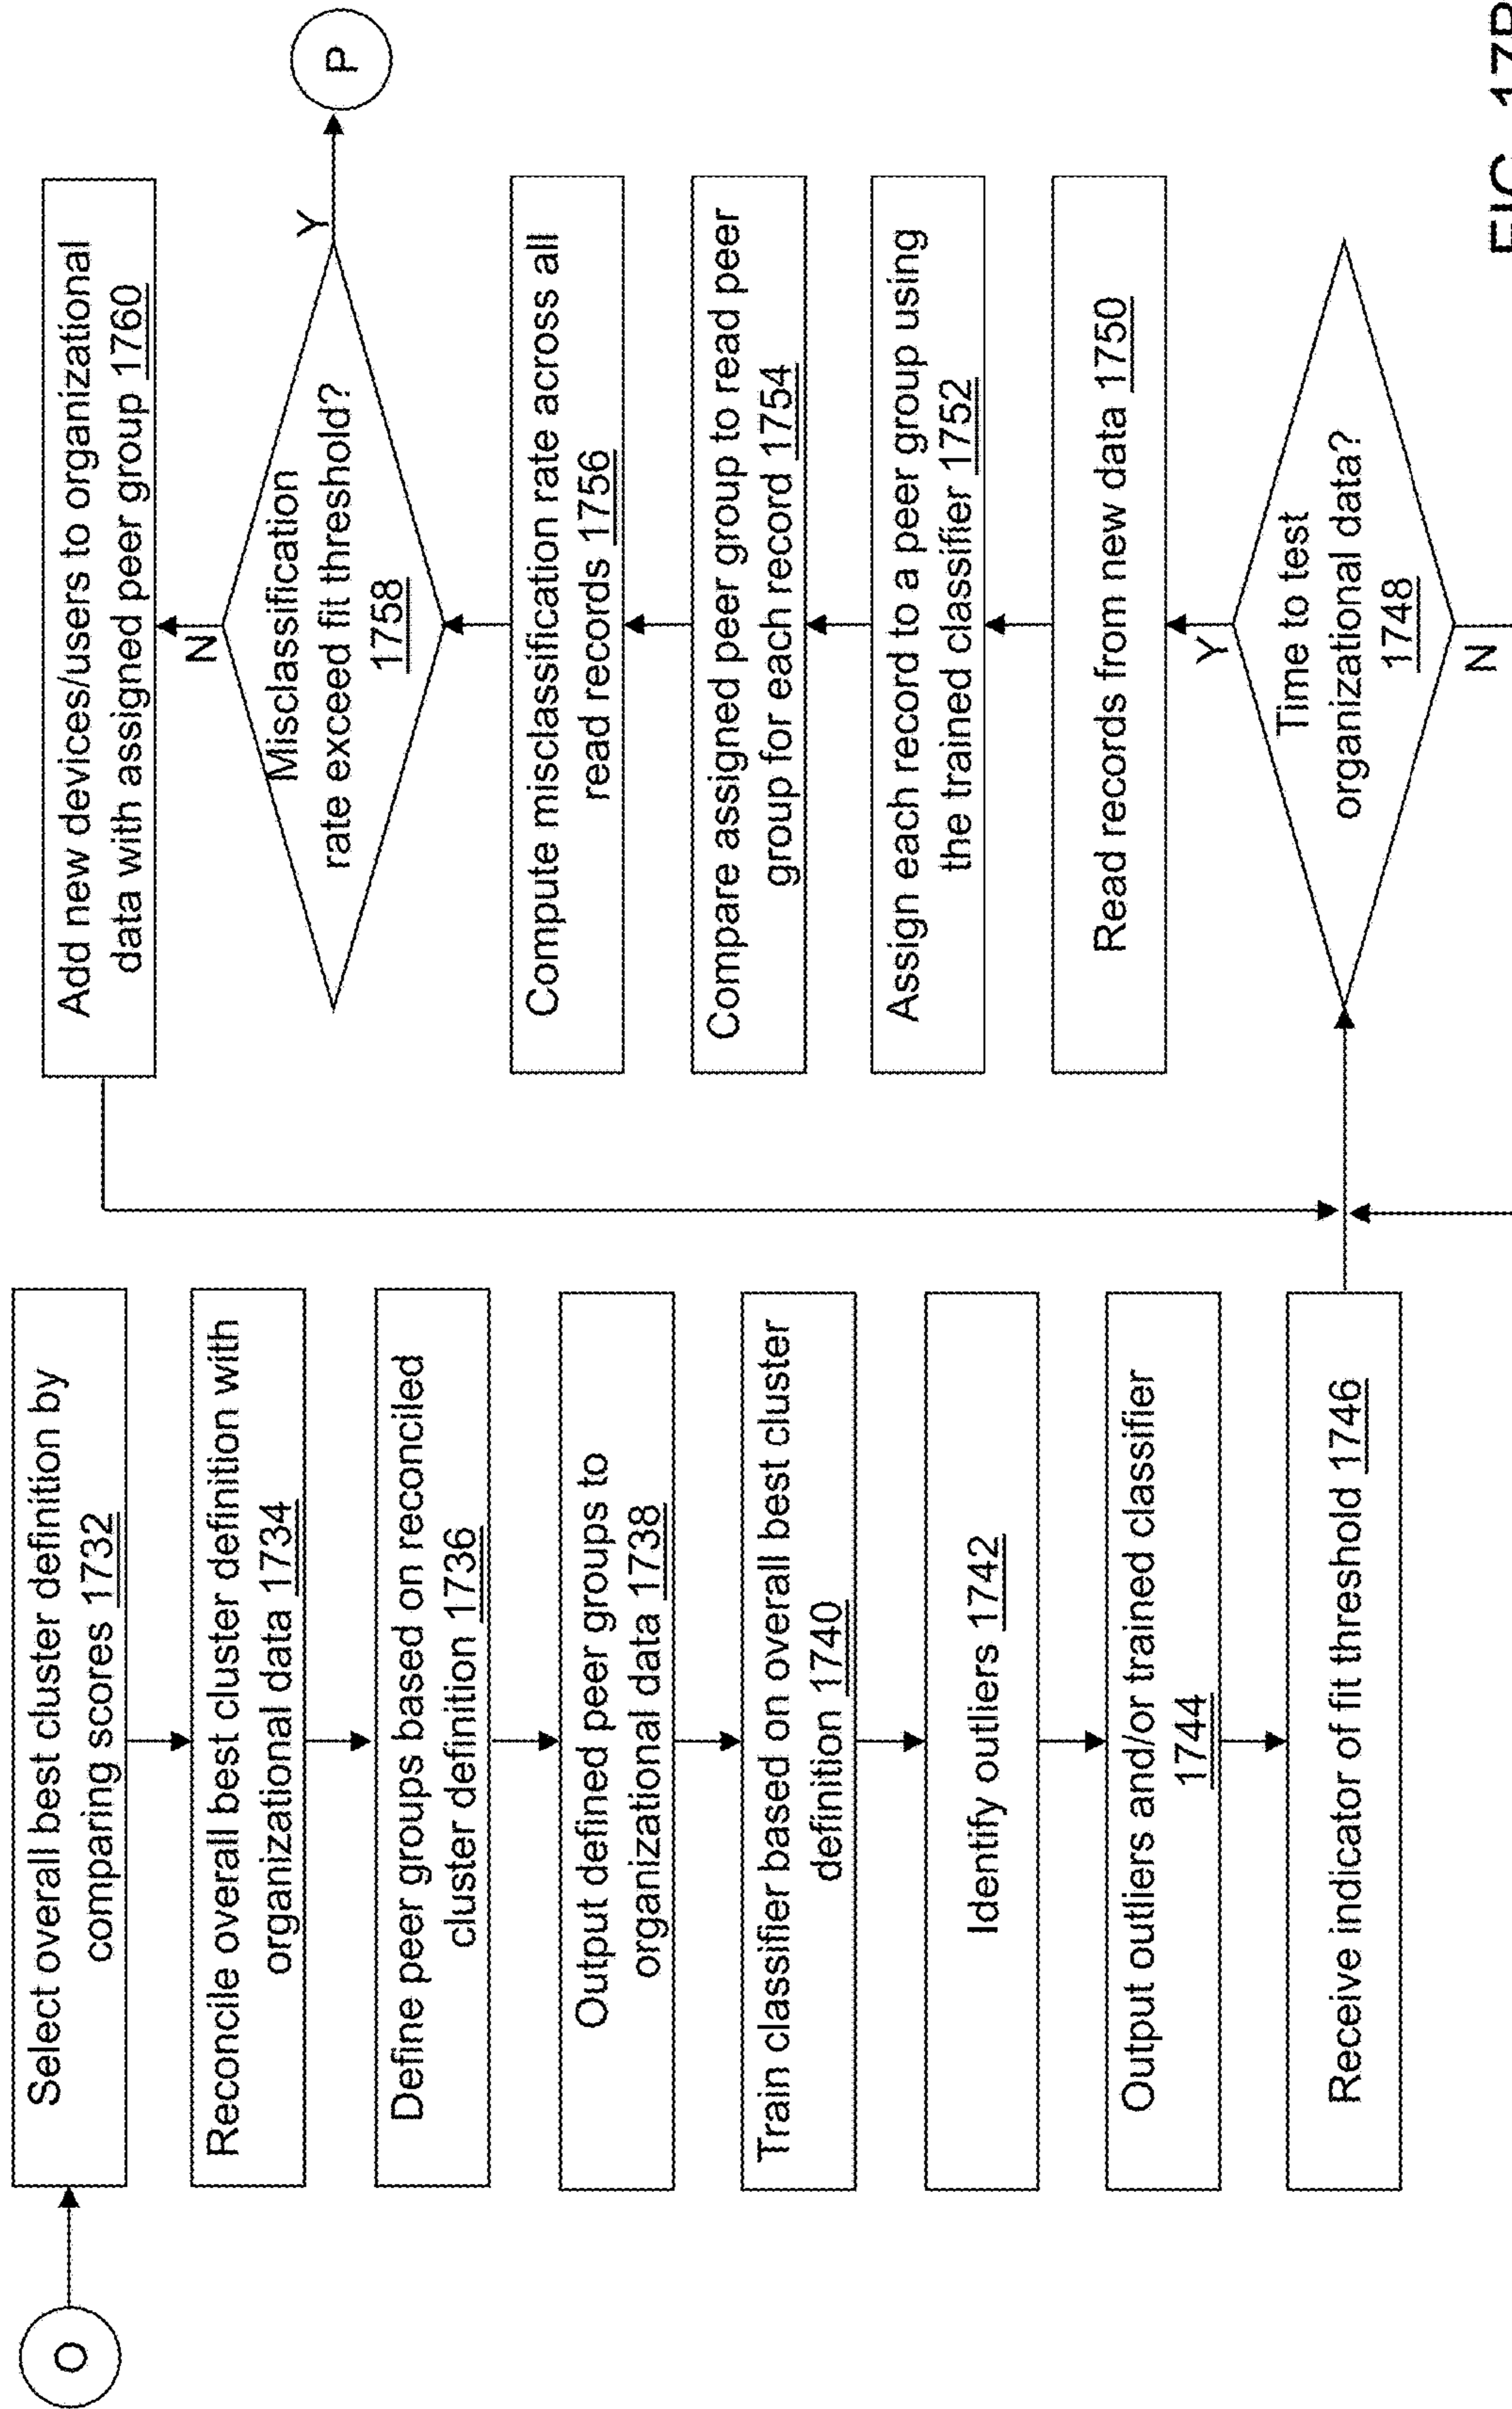 O
Select overall best cluster definition by
comparing scores 1732
Reconcile overall best cluster definition with
organizational data 1734
Define peer groups based on reconciled
cluster definition 1736
Output defined peer groups to
organizational data 1738
Train classifier based on overall best cluster
definition 1740
Identify outliers 1742
Output outliers and/or trained classifier
1744
Receive indicator of fit threshold 1746
Add new devices/users to organizational
data with assigned peer group 1760
N
Misclassification
rate exceed fit threshold?
1758
Y
P
Compute misclassification rate across all
read records 1756
Compare assigned peer group to read peer
group for each record 1754
Assign each record to a peer group using
the trained classifier 1752
Read records from new data 1750
Y
Time to test
organizational data?
1748
N